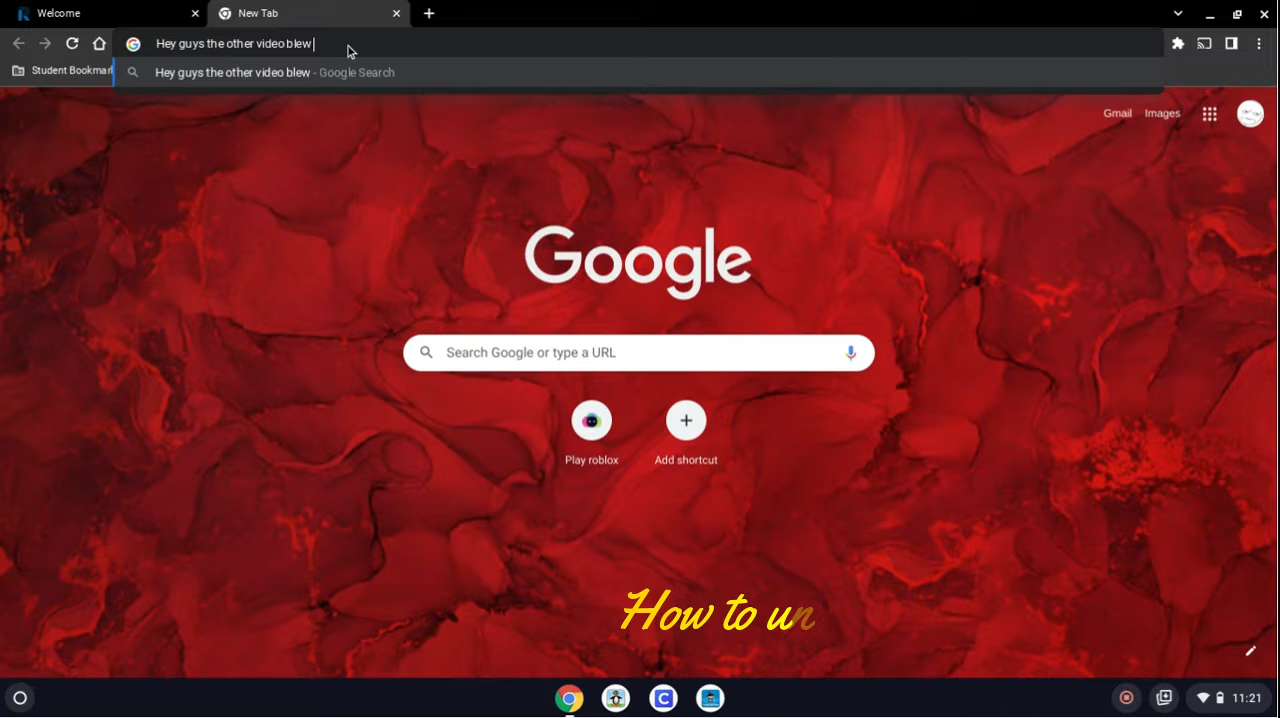 Welcome
New Tab
Hey guys the other video blew
Student Bookmar
Hey guys the other video blew - Google Search
Gmail Images
Google
Search Google or type a URL
Play roblox Add shortcut
How to un
11:21